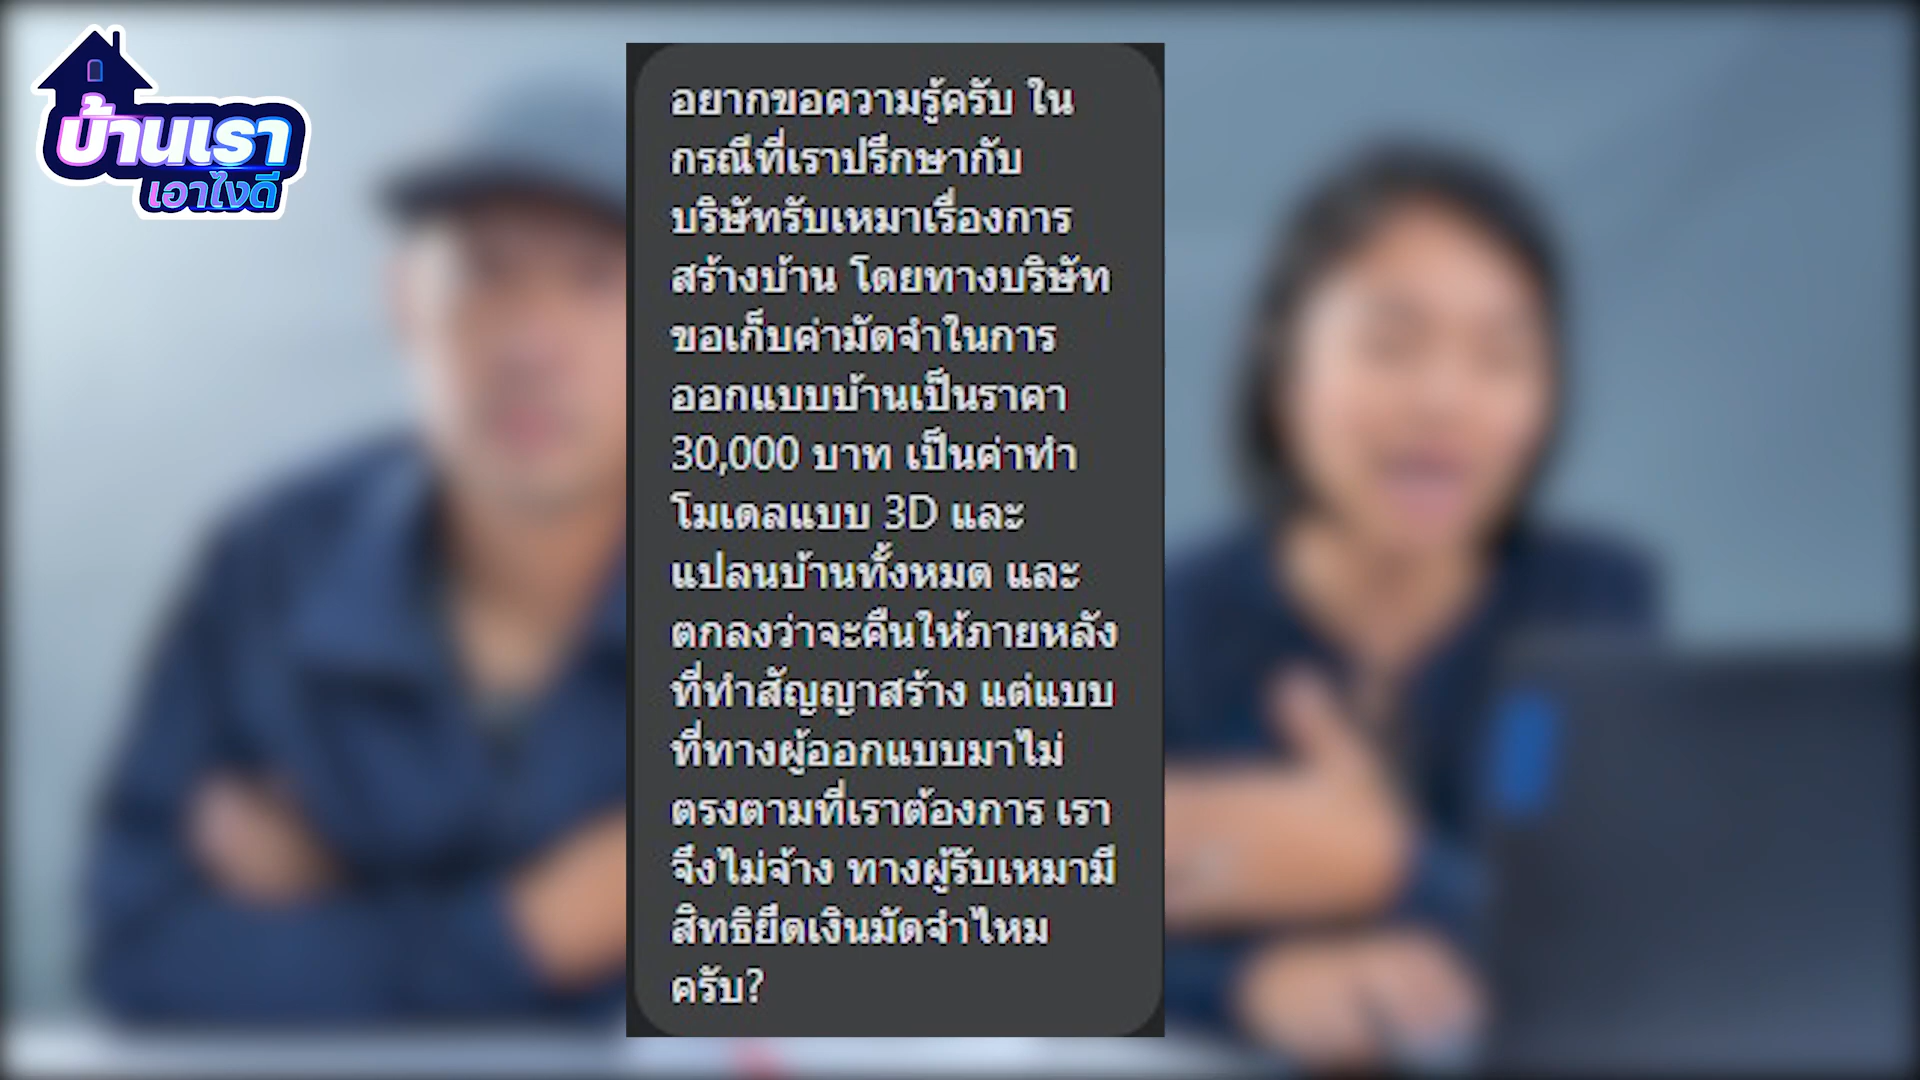 บ้านเรา
เอาไงดี
อยากขอความรู้ครับ ใน
กรณีที่เราปรึกษากับ
บริษัทรับเหมาเรื่องการ
สร้างบ้าน โดยทางบริษัท
ขอเก็บค่ามัดจำในการ
ออกแบบบ้านเป็นราคา
30,000 บาท เป็นค่าทำ
โมเดลแบบ 3D และ
แปลนบ้านทั้งหมด และ
ตกลงว่าจะคืนให้ภายหลัง
ที่ทำสัญญาสร้าง แต่แบบ
ที่ทางผู้ออกแบบมาไม่
ตรงตามที่เราต้องการ เรา
จึงไม่จ้าง ทางผู้รับเหมามี
สิทธิยึดเงินมัดจำไหม
ครับ?